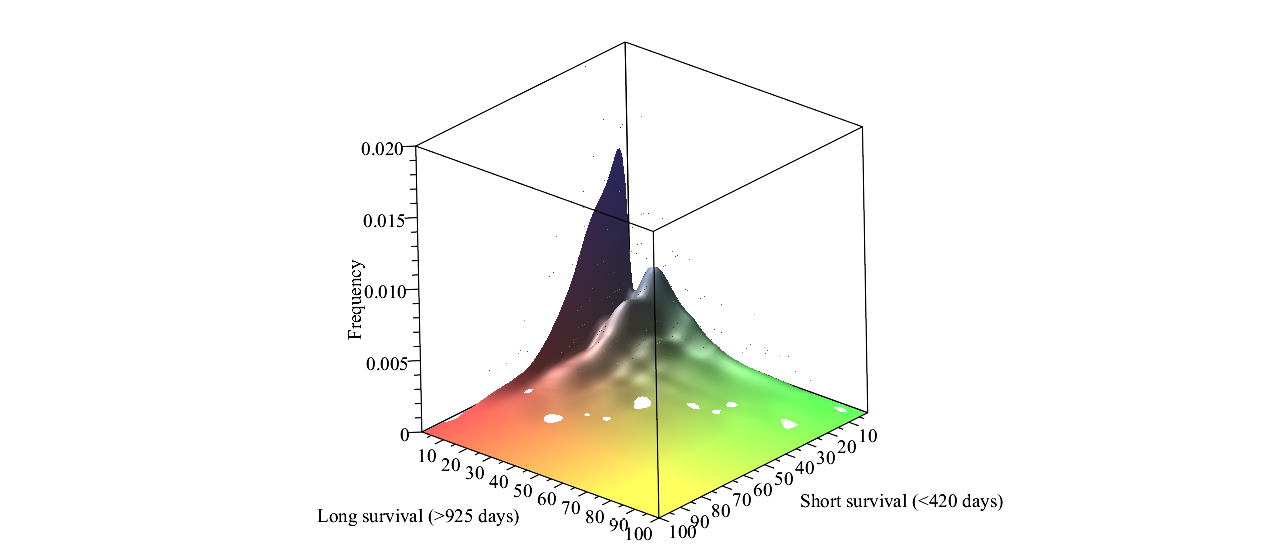 0.020
0.015
0.010
0.005
0
Frequency
10 20 30 40 50 60 70 80 90 100
Long survival (>925 days)
100 90 80 70 60 50 40 30 20 10
Short survival (<420 days)